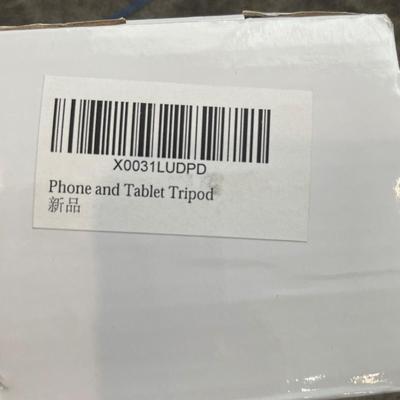 X0031LUDPD
Phone and Tablet Tripod
新品